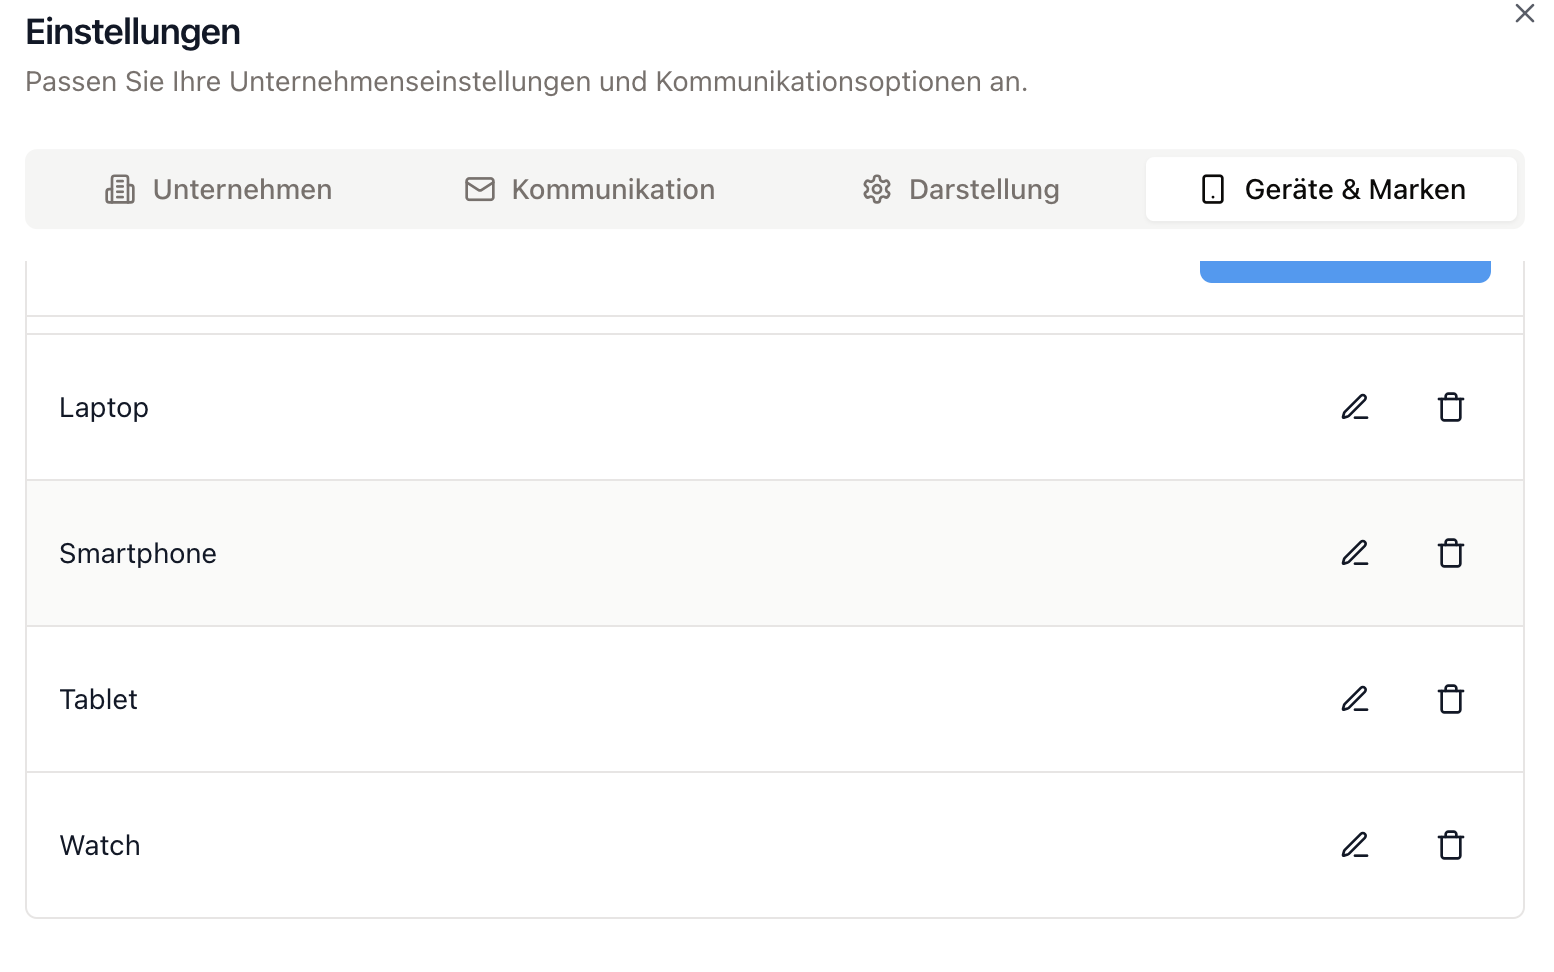 Einstellungen
Passen Sie Ihre Unternehmenseinstellungen und Kommunikationsoptionen an.
Unternehmen
Kommunikation
Darstellung
Geräte & Marken
Laptop
Smartphone
Tablet
Watch